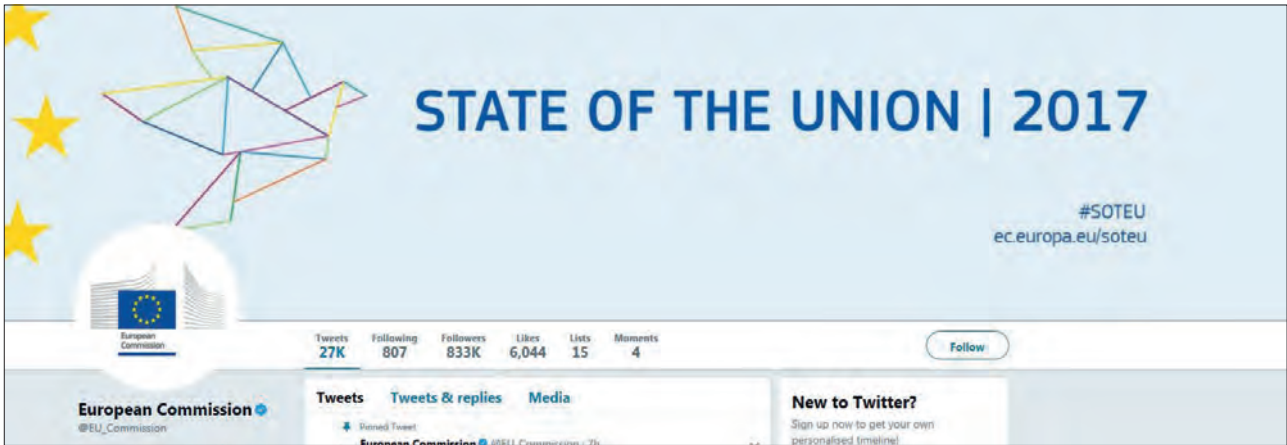 STATE OF THE UNION | 2017
#SOTEU
ec.europa.eu/soteu
European
Commission
Tweets Following Followers Likes Lists Moments
27K 807 833K 6,044 15 4
Follow
European Commission
@EU_Commission
Tweets Tweets & replies Media
Pinned Tweet
European Commission @EU_Commission · 7h
New to Twitter?
Sign up now to get your own
personalised timeline!